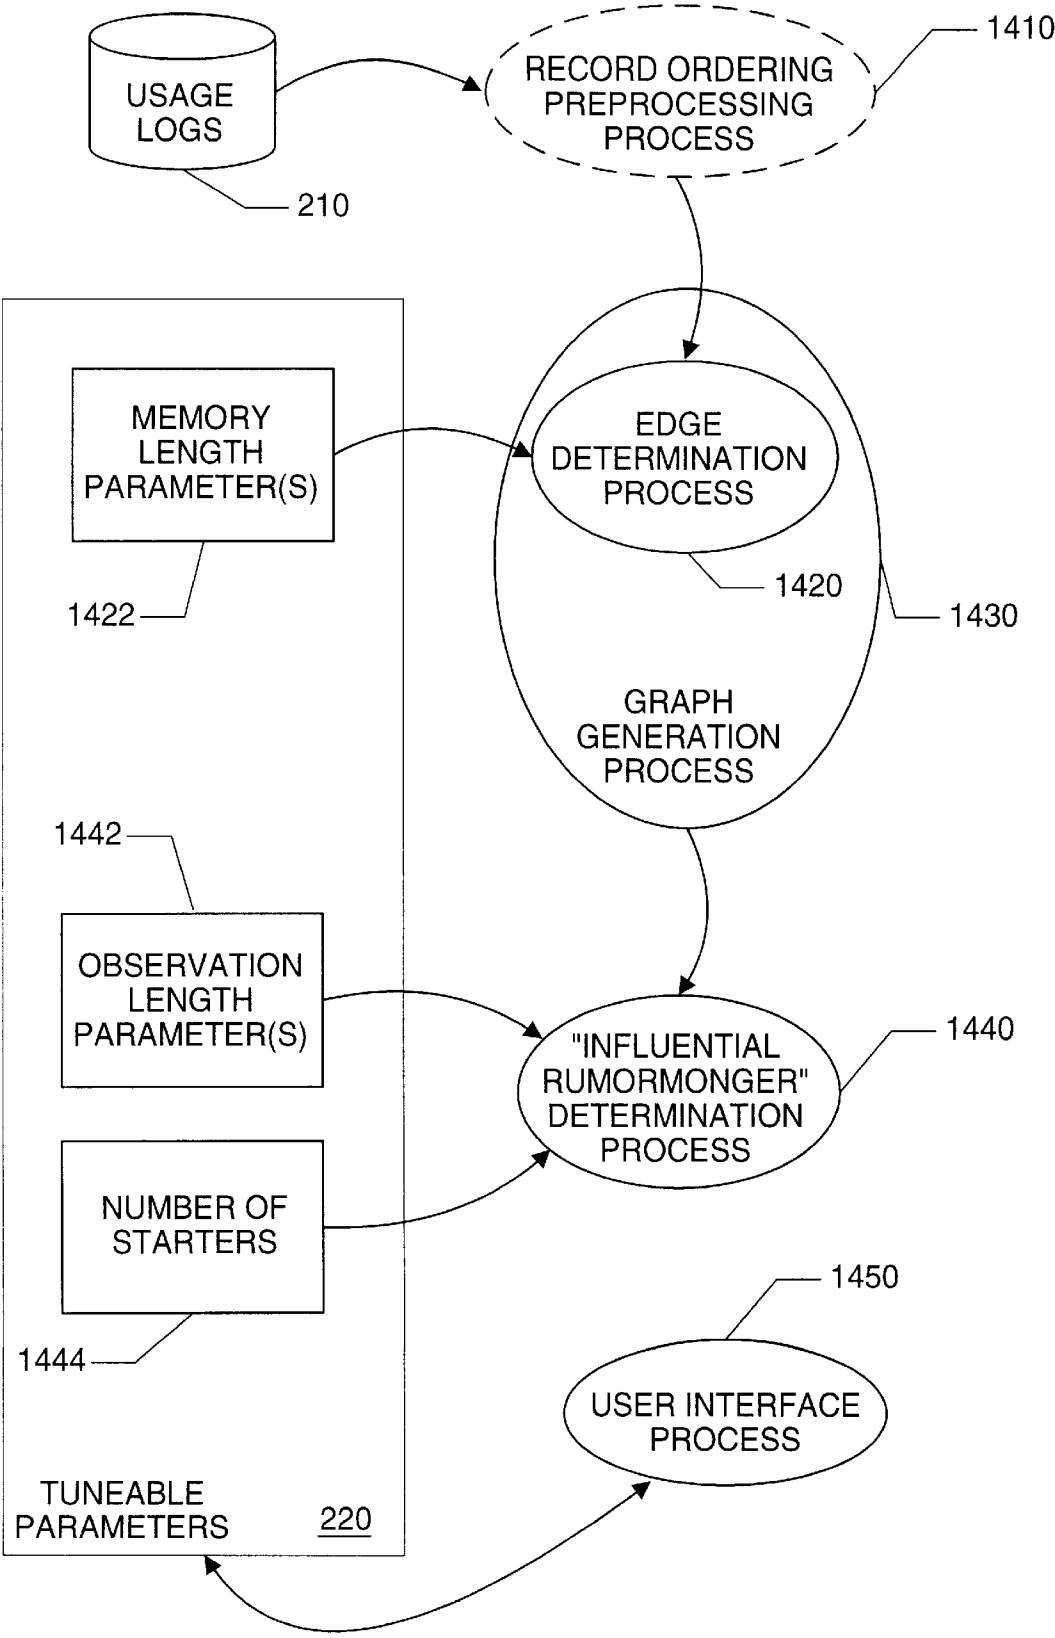 USAGE
LOGS
210
RECORD ORDERING
PREPROCESSING
PROCESS
1410
MEMORY
LENGTH
PARAMETER(S)
1422
EDGE
DETERMINATION
PROCESS
1420
1430
GRAPH
GENERATION
PROCESS
1442
OBSERVATION
LENGTH
PARAMETER(S)
"INFLUENTIAL
RUMORMONGER"
DETERMINATION
PROCESS
1440
NUMBER OF
STARTERS
1444
1450
USER INTERFACE
PROCESS
TUNEABLE
PARAMETERS
220